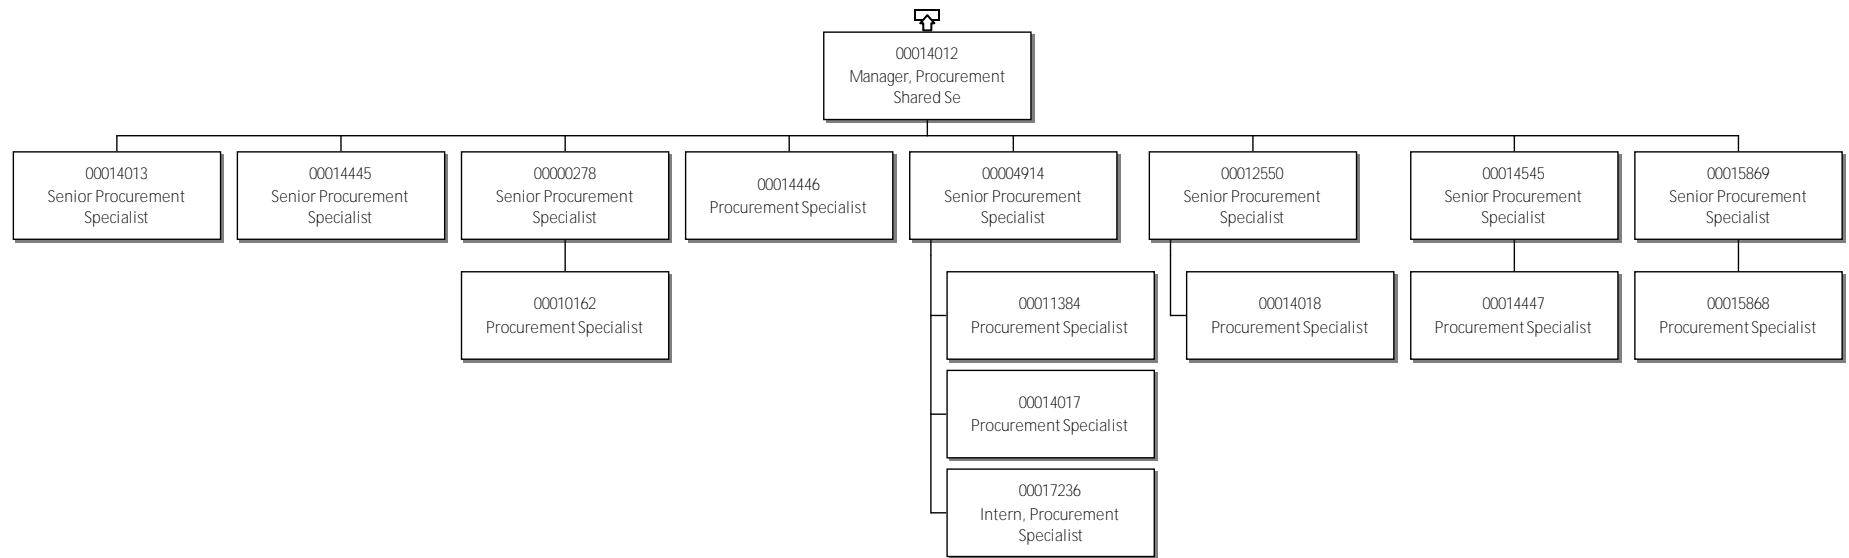 00014012
Manager, Procurement
Shared Se
00014013
Senior Procurement
Specialist
00014445
Senior Procurement
Specialist
00000278
Senior Procurement
Specialist
00014446
Procurement Specialist
00004914
Senior Procurement
Specialist
00012550
Senior Procurement
Specialist
00014545
Senior Procurement
Specialist
00015869
Senior Procurement
Specialist
00010162
Procurement Specialist
00011384
Procurement Specialist
00014018
Procurement Specialist
00014447
Procurement Specialist
00015868
Procurement Specialist
00014017
Procurement Specialist
00017236
Intern, Procurement
Specialist